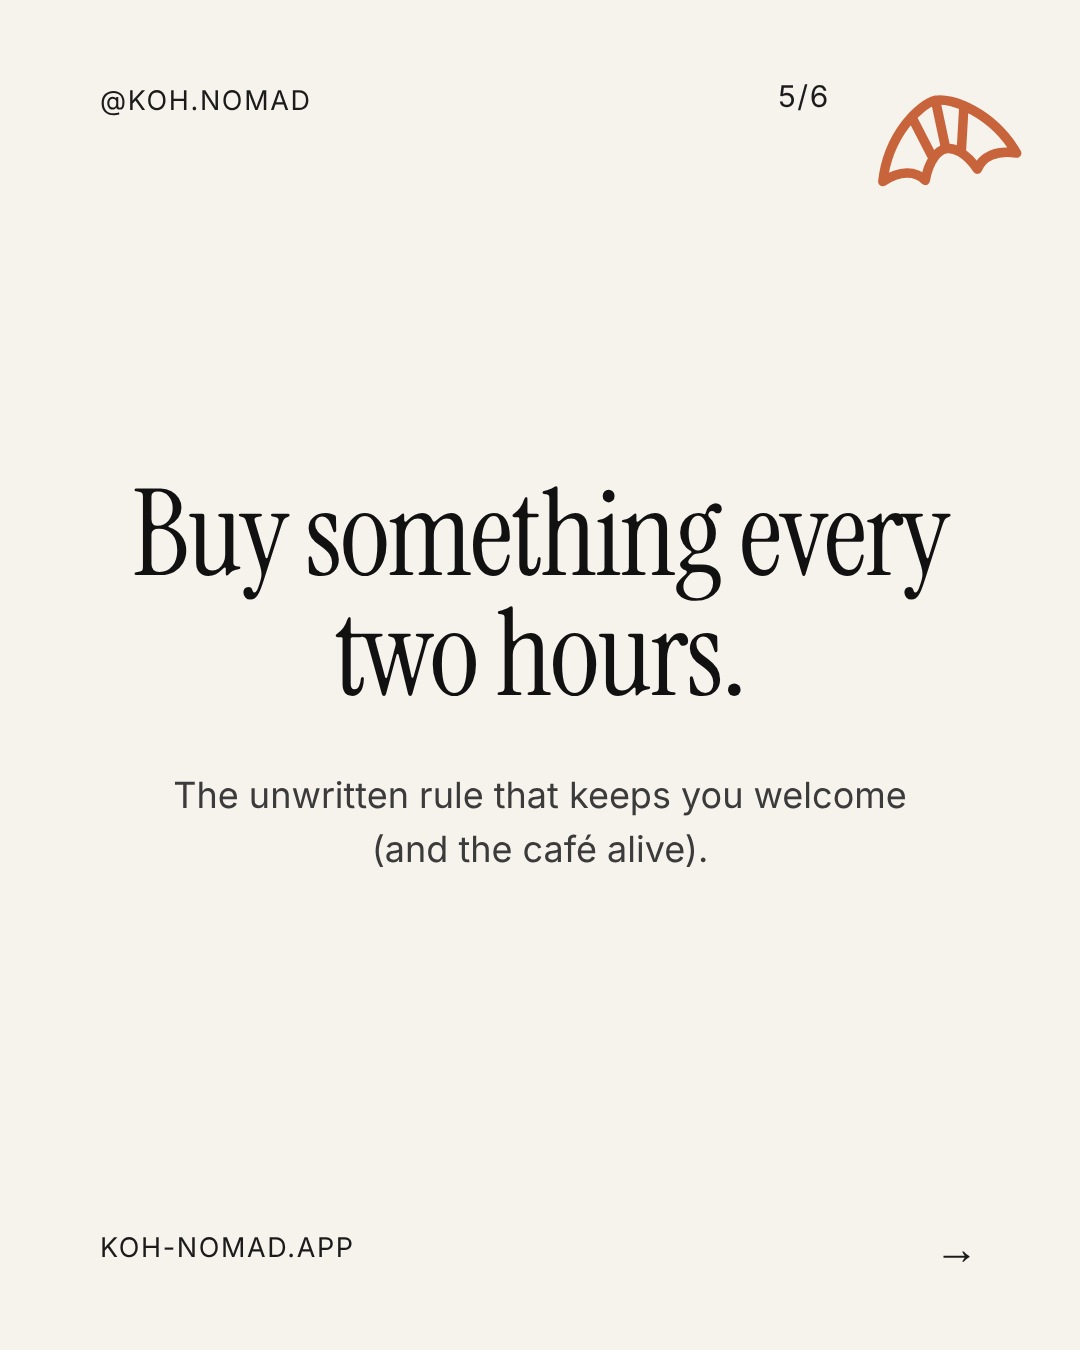 @KOH.NOMAD
5/6
Buy something every
two hours.
The unwritten rule that keeps you welcome
(and the café alive).
KOH-NOMAD.APP
→